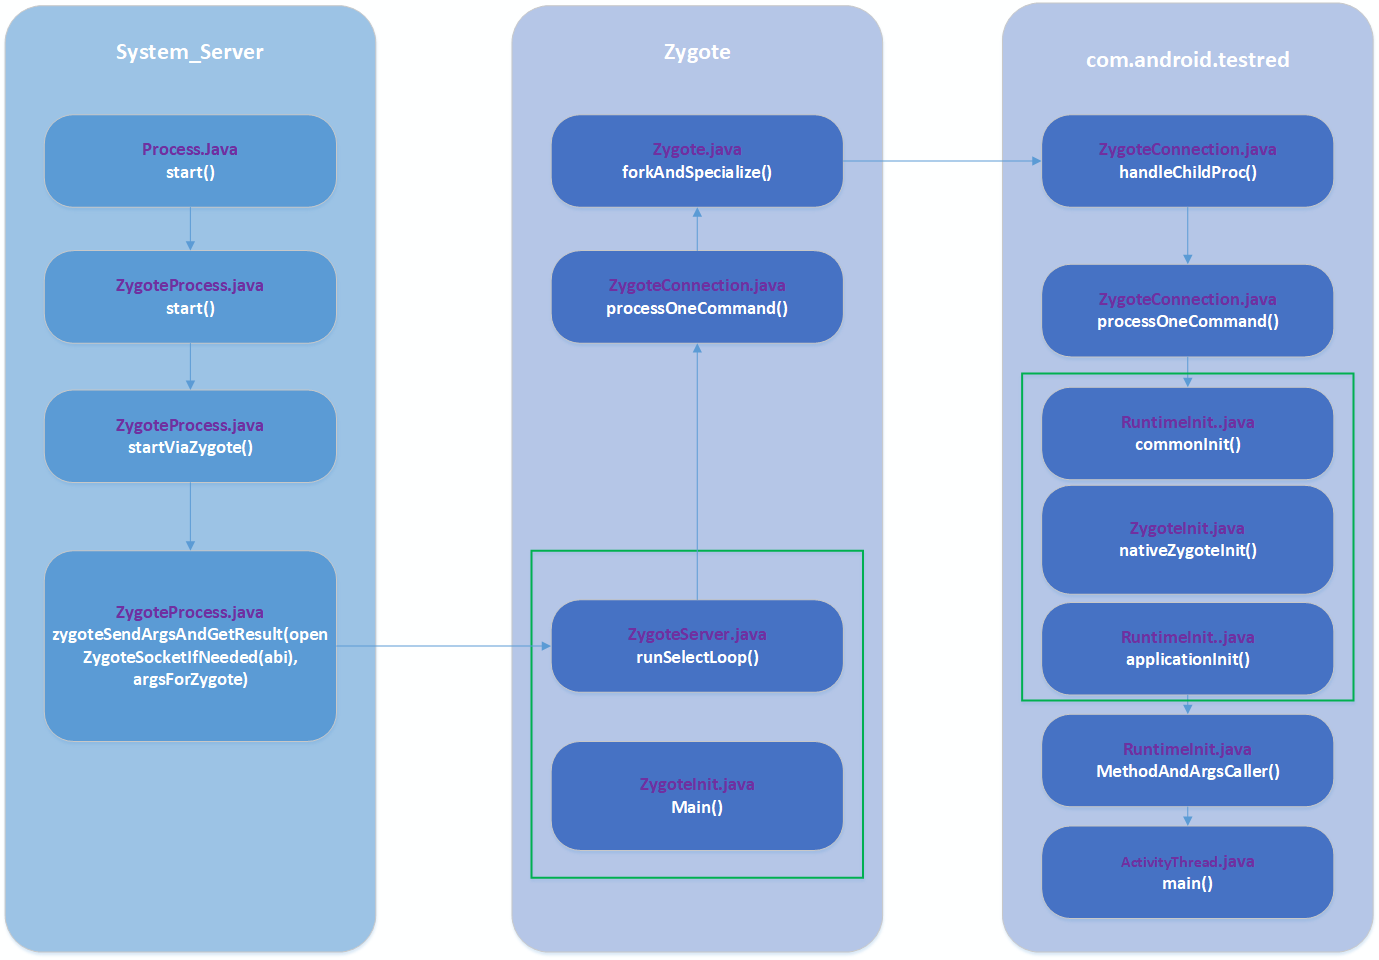 System_Server
Process.Java
start()
ZygoteProcess.java
start()
ZygoteProcess.java
startViaZygote()
ZygoteProcess.java
zygoteSendArgsAndGetResult(open
ZygoteSocketIfNeeded(abi),
argsForZygote)
Zygote
Zygote.java
forkAndSpecialize()
ZygoteConnection.java
processOneCommand()
ZygoteServer.java
runSelectLoop()
ZygoteInit.java
Main()
com.android.testred
ZygoteConnection.java
handleChildProc()
ZygoteConnection.java
processOneCommand()
RuntimeInit..java
commonInit()
ZygoteInit.java
nativeZygoteInit()
RuntimeInit..java
applicationInit()
RuntimeInit.java
MethodAndArgsCaller()
ActivityThread.java
main()